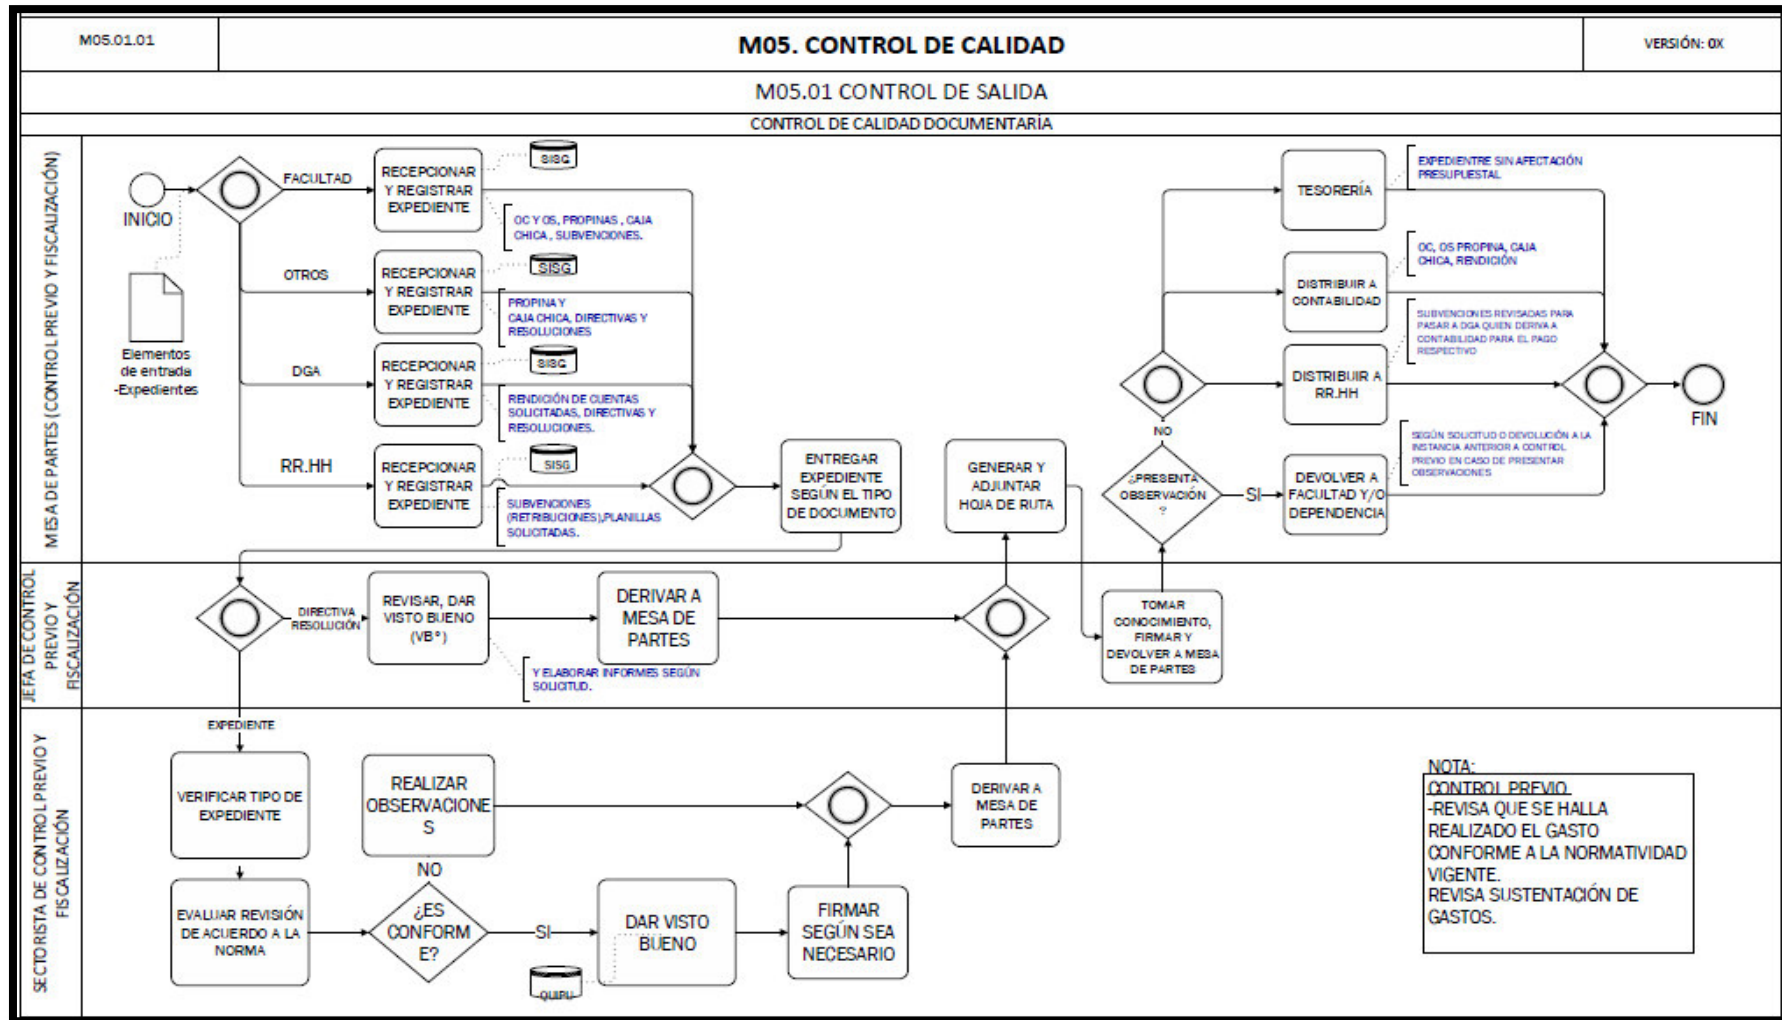 M05.01.01
M05. CONTROL DE CALIDAD
VERSIÓN: 0X
M05.01 CONTROL DE SALIDA
CONTROL DE CALIDAD DOCUMENTARÍA
MESA DE PARTES (CONTROL PREVIO Y FISCALIZACIÓN)
INICIO
Elementos
de entrada
-Expedientes
FACULTAD
RECEPCIONAR
Y REGISTRAR
EXPEDIENTE
SISG
OC Y OS, PROPINAS , CAJA
CHICA , SUBVENCIONES.
OTROS
RECEPCIONAR
Y REGISTRAR
EXPEDIENTE
SISG
PROPINA Y
CAJA CHICA, DIRECTIVAS Y
RESOLUCIONES
DGA
RECEPCIONAR
Y REGISTRAR
EXPEDIENTE
SISG
RENDICIÓN DE CUENTAS
SOLICITADAS, DIRECTIVAS Y
RESOLUCIONES.
RR.HH
RECEPCIONAR
Y REGISTRAR
EXPEDIENTE
SISG
SUBVENCIONES
(RETRIBUCIONES),PLANILLAS
SOLICITADAS.
ENTREGAR
EXPEDIENTE
SEGÚN EL TIPO
DE DOCUMENTO
GENERAR Y
ADJUNTAR
HOJA DE RUTA
¿PRESENTA
OBSERVACIÓN
?
NO
SI
TESORERÍA
EXPEDIENTRE SIN AFECTACIÓN
PRESUPUESTAL
DISTRIBUIR A
CONTABILIDAD
OC, OS PROPINA, CAJA
CHICA, RENDICIÓN
DISTRIBUIR A
RR.HH
SUBVENCIONES REVISADAS PARA
PASAR A DGA QUIEN DERIVA A
CONTABILIDAD PARA EL PAGO
RESPECTIVO
DEVOLVER A
FACULTAD Y/O
DEPENDENCIA
SEGÚN SOLICITUD O DEVOLUCIÓN A LA
INSTANCIA ANTERIOR A CONTROL
PREVIO EN CASO DE PRESENTAR
OBSERVACIONES
FIN
JEFA DE CONTROL
PREVIO Y
FISCALIZACIÓN
DIRECTIVA
RESOLUCIÓN
REVISAR, DAR
VISTO BUENO
(VB°)
Y ELABORAR INFORMES SEGÚN
SOLICITUD.
DERIVAR A
MESA DE
PARTES
TOMAR
CONOCIMIENTO,
FIRMAR Y
DEVOLVER A MESA
DE PARTES
SECTORISTA DE CONTROL PREVIO Y
FISCALIZACIÓN
EXPEDIENTE
VERIFICAR TIPO DE
EXPEDIENTE
EVALUAR REVISIÓN
DE ACUERDO A LA
NORMA
REALIZAR
OBSERVACIONE
S
NO
¿ES
CONFORM
E?
SI
QUIPU
DAR VISTO
BUENO
FIRMAR
SEGÚN SEA
NECESARIO
DERIVAR A
MESA DE
PARTES
NOTA:
CONTROL PREVIO
-REVISA QUE SE HALLA
REALIZADO EL GASTO
CONFORME A LA NORMATIVIDAD
VIGENTE.
REVISA SUSTENTACIÓN DE
GASTOS.